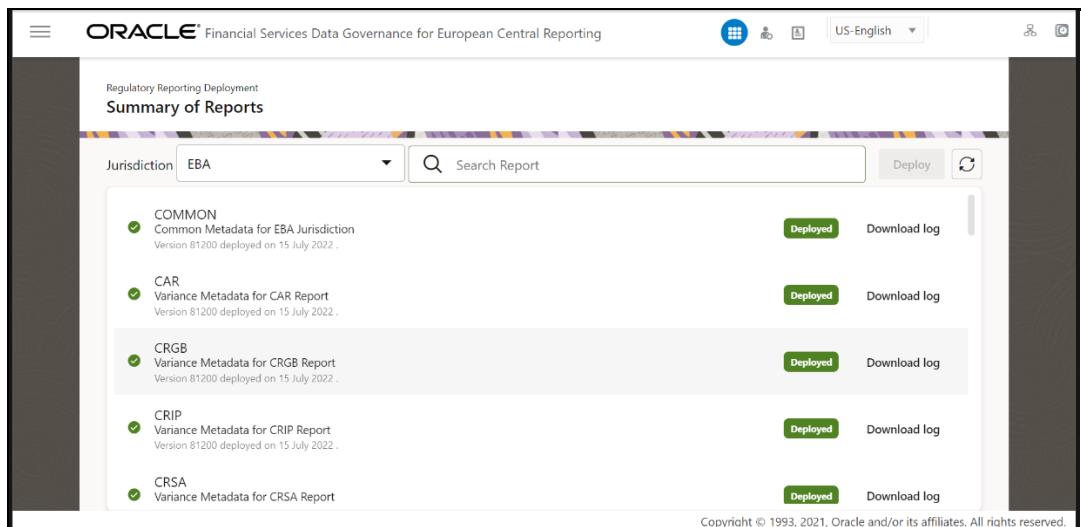 ORACLE® Financial Services Data Governance for European Central Reporting
US-English
Regulatory Reporting Deployment
Summary of Reports
Jurisdiction EBA Search Report Deploy
COMMON
Common Metadata for EBA Jurisdiction Deployed Download log
Version 81200 deployed on 15 July 2022 .
CAR
Variance Metadata for CAR Report Deployed Download log
Version 81200 deployed on 15 July 2022 .
CRGB
Variance Metadata for CRGB Report Deployed Download log
Version 81200 deployed on 15 July 2022 .
CRIP
Variance Metadata for CRIP Report Deployed Download log
Version 81200 deployed on 15 July 2022 .
CRSA
Variance Metadata for CRSA Report Deployed Download log
Copyright © 1993, 2021, Oracle and/or its affiliates. All rights reserved.